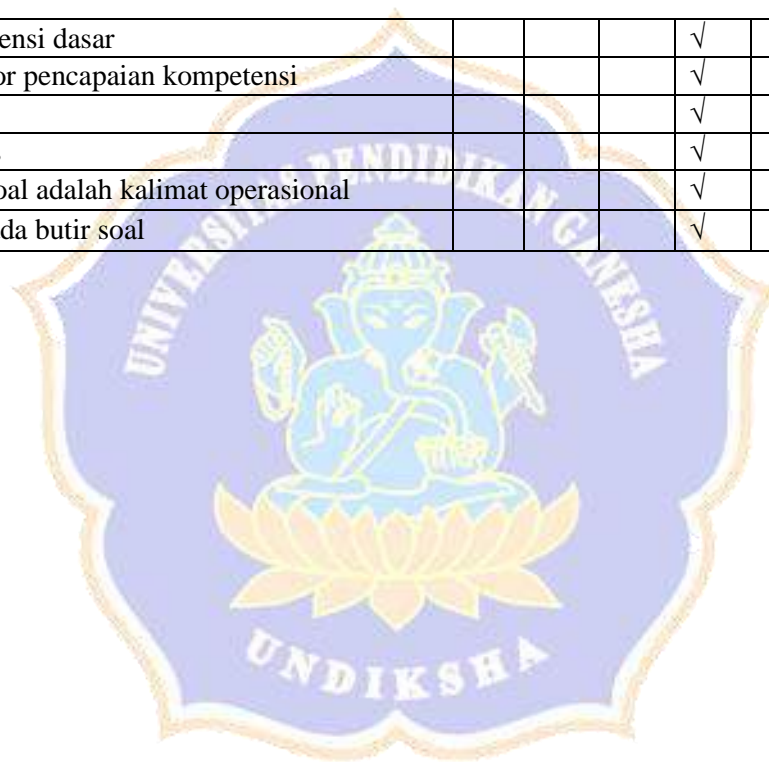 ensi dasar √
or pencapaian kompetensi √
√
√
oal adalah kalimat operasional √
da butir soal √
UNIVERSITAS PENDIDIKAN GANESHA
UNDIKSHA